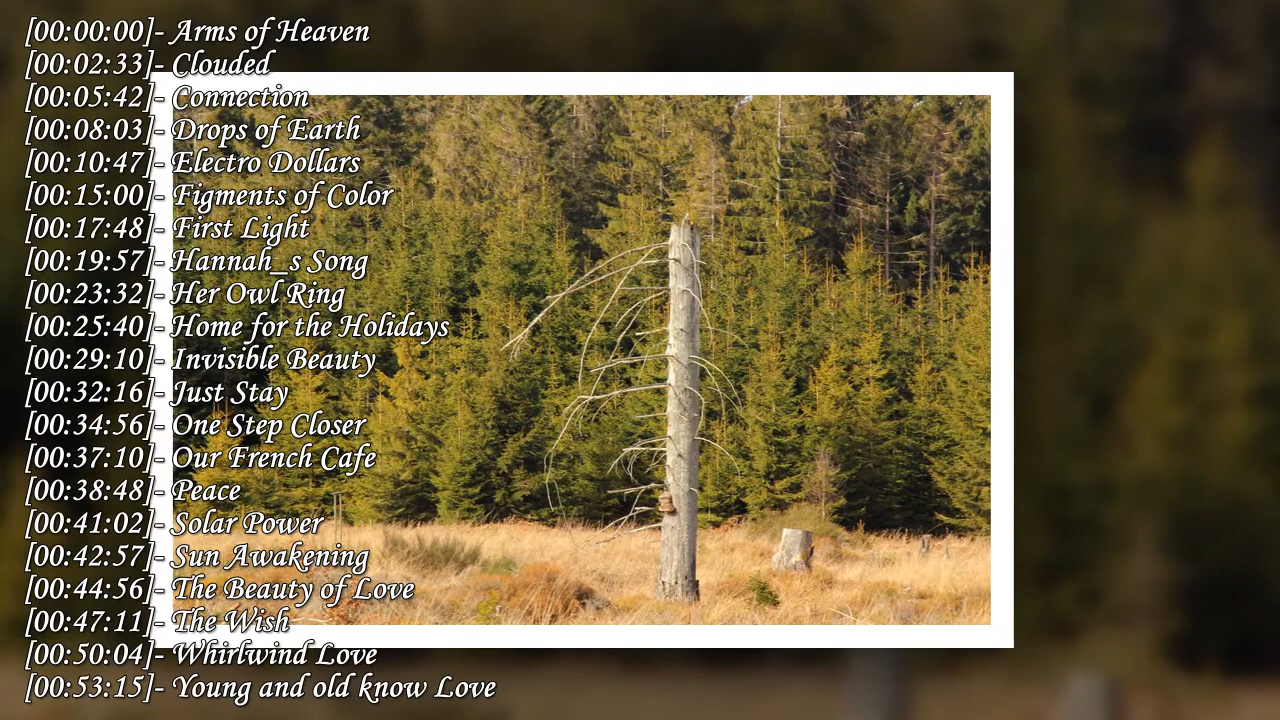 [00:00:00]- Arms of Heaven
[00:02:33]- Clouded
[00:05:42]- Connection
[00:08:03]- Drops of Earth
[00:10:47]- Electro Dollars
[00:15:00]- Figments of Color
[00:17:48]- First Light
[00:19:57]- Hannah_s Song
[00:23:32]- Her Owl Ring
[00:25:40]- Home for the Holidays
[00:29:10]- Invisible Beauty
[00:32:16]- Just Stay
[00:34:56]- One Step Closer
[00:37:10]- Our French Cafe
[00:38:48]- Peace
[00:41:02]- Solar Power
[00:42:57]- Sun Awakening
[00:44:56]- The Beauty of Love
[00:47:11]- The Wish
[00:50:04]- Whirlwind Love
[00:53:15]- Young and old know Love